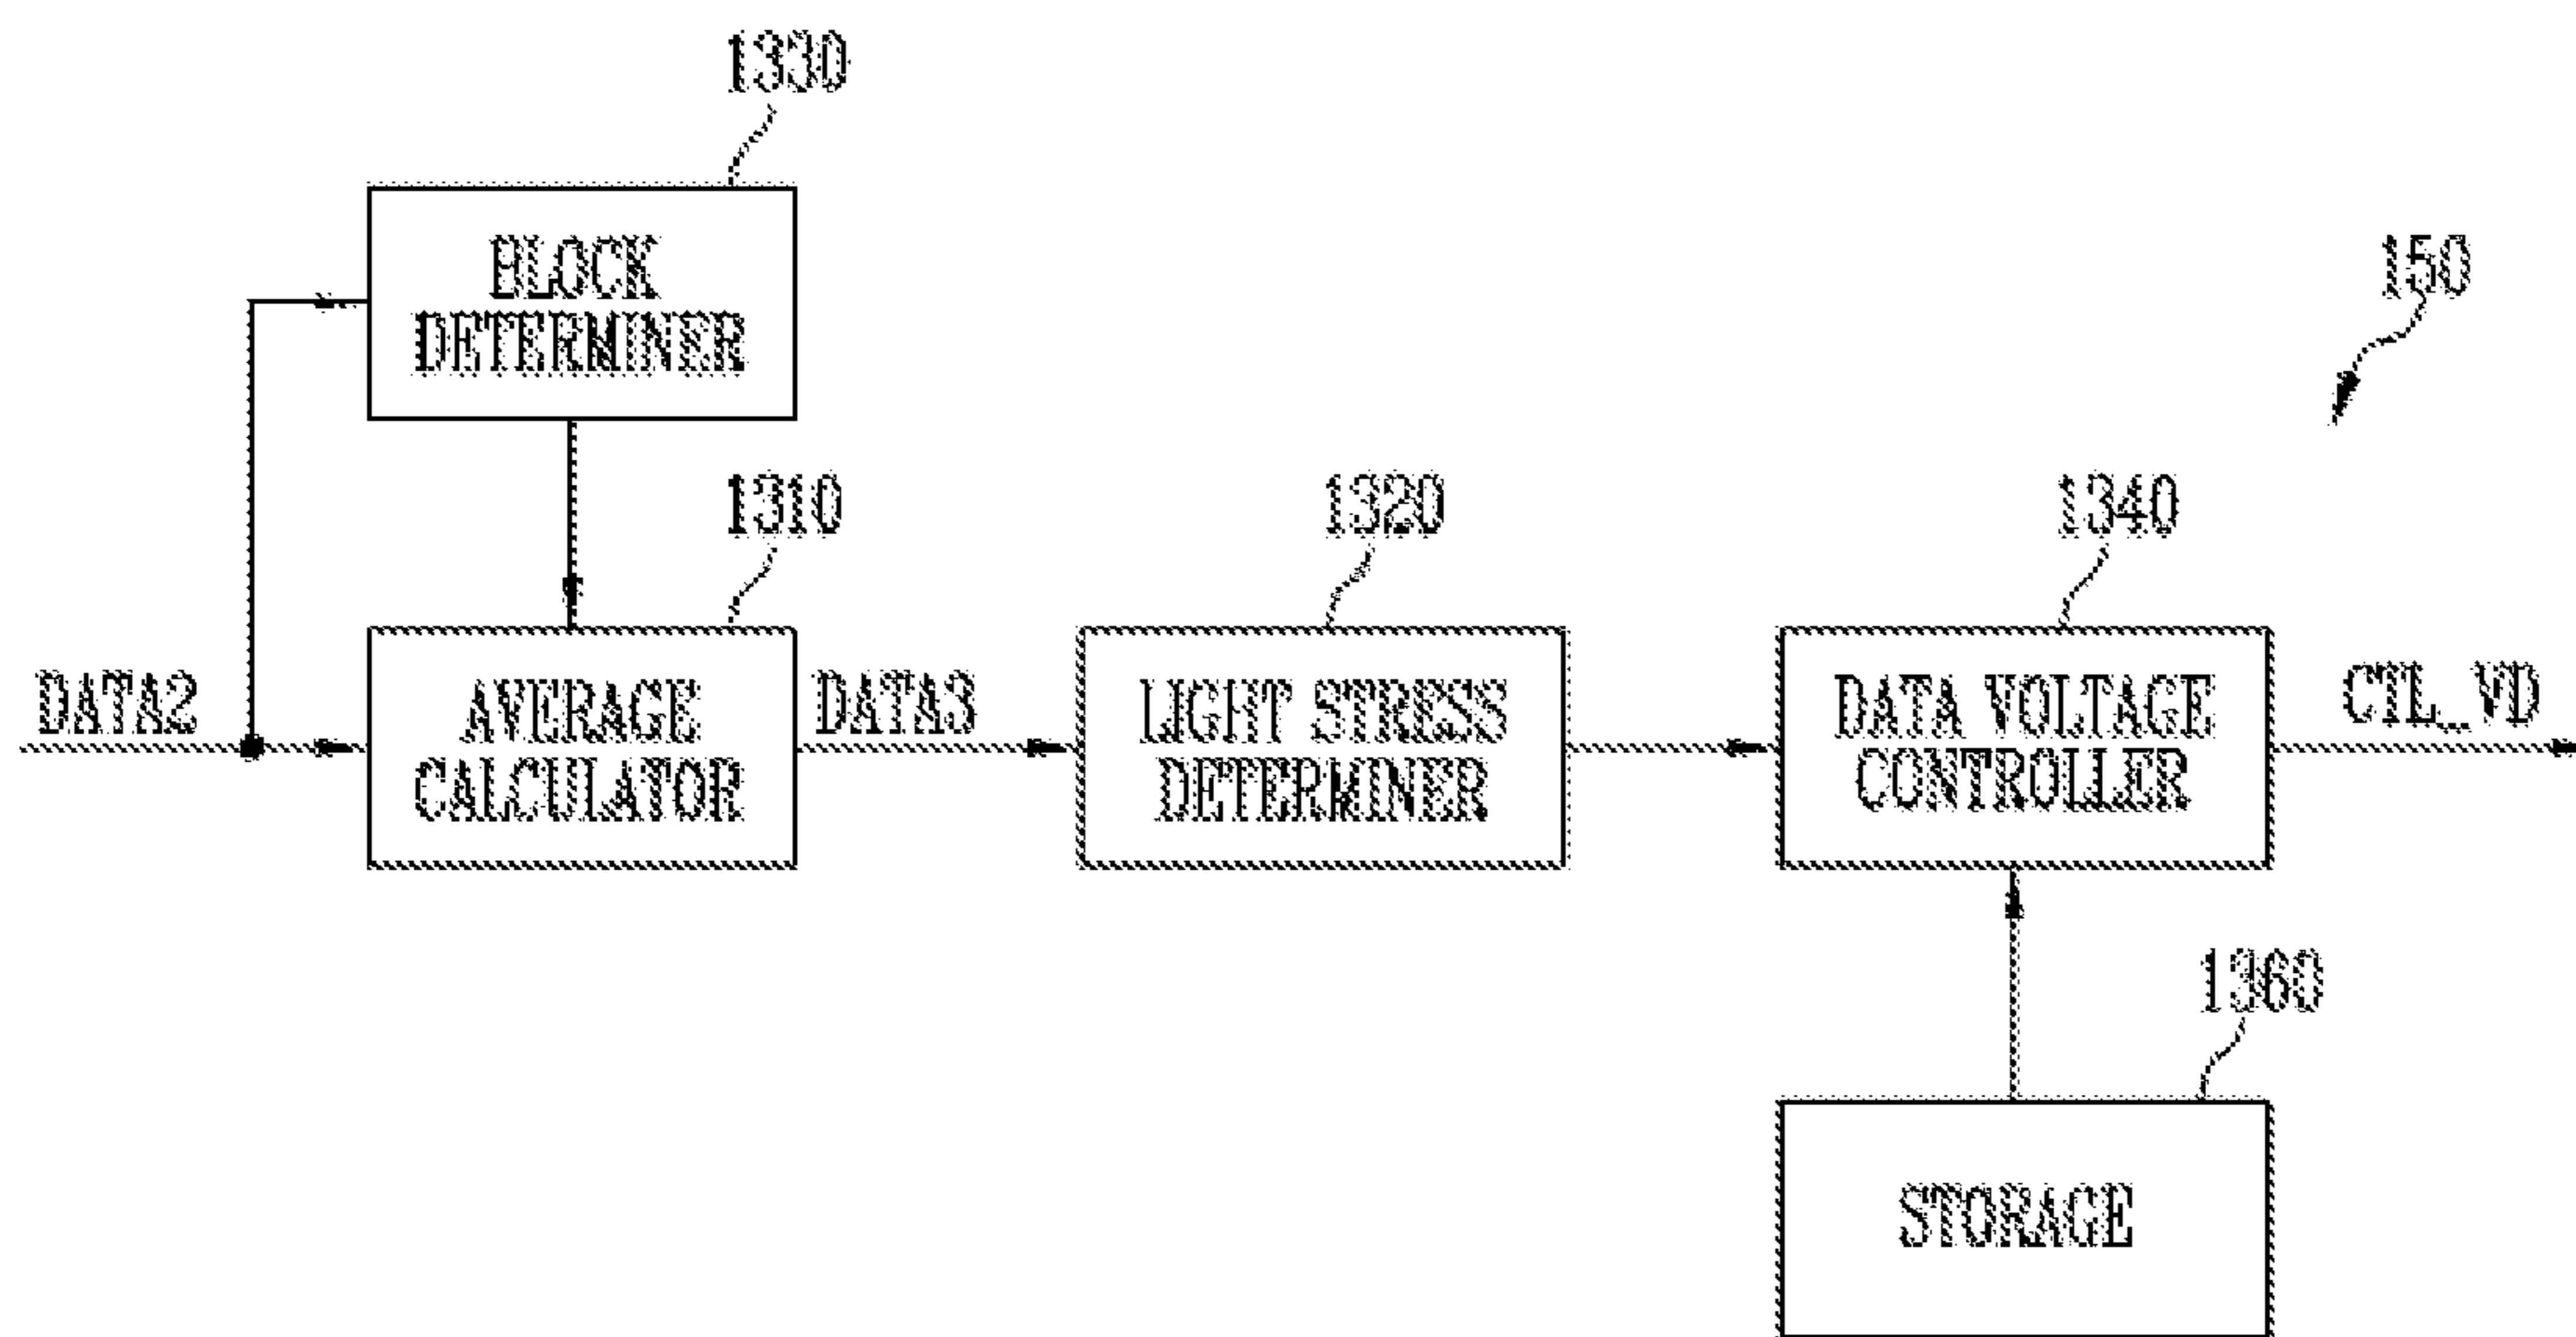 1330
BLOCK
DETERMINER
150
1310
1320
1340
DATA2
AVERAGE
CALCULATOR
DATA3
LIGHT STRESS
DETERMINER
DATA VOLTAGE
CONTROLLER
CTL_VD
1360
STORAGE